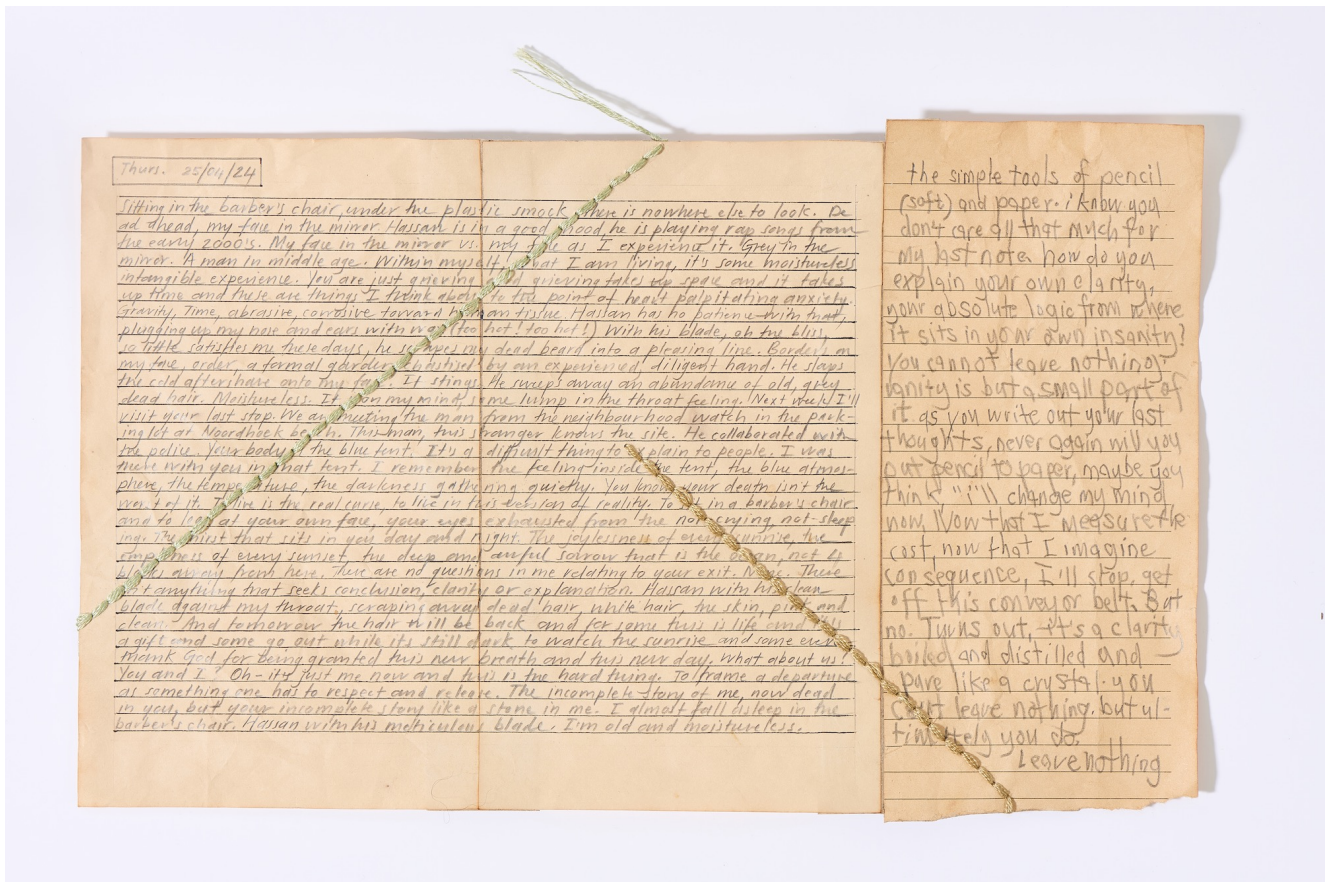 Thurs. 25/04/24
Sitting in the barber's chair, under the plastic smock, there is nowhere else to look. De
ad ahead, my face in the mirror. Hassan is in a good mood, he is playing rap songs from
the early 2000's. My face in the mirror vs. my face as I experience it. Grey in the
mirror. A man in middle age. Within myself, what I am living, it's some moistureless
intangible experience. You are just grieving and grieving takes up space and it takes
up time and these are things I think about to the point of heart palpitating anxiety.
Gravity, Time, abrasive, corrosive toward human tissue. Hassan has no patience with that,
plugging up my nose and ears with wax (too hot! too hot!) With his blade, oh the bliss,
so little satisfies me these days, he scrapes my dead beard into a pleasing line. Borders on
my face, order, a formal garden by an experienced, diligent hand. He slaps
the cold aftershave onto my face. It stings. He sweeps away an abundance of old, grey
dead hair. Moistureless. It on my mind, some lump in the throat feeling. Next week I'll
visit your last stop. We are meeting the man from the neighbourhood watch in the park-
ing lot at Noordhoek beach. This man, this stranger knows the site. He collaborated with
the police. Your body in the blue tent. It's a difficult thing to explain to people. I was
there with you in that tent. I remember the feeling inside the tent, the blue atmos-
phere, the temperature, the darkness gathering quietly. You know your death isn't the
worst of it. To live is the real curse, to live in this version of reality. To sit in a barber's chair
and to look at your own face, your eyes exhausted from the not crying, not-sleep
ing. The thirst that sits in you day and night. The joylessness of every sunrise, the
emptiness of every sunset, the deep and awful sorrow that is the ocean, not 6
blocks away from here. There are no questions in me relating to your exit. None. There
isn't anything that seeks conclusion, clarity or explanation. Hassan with his clean
blade against my throat, scraping away dead hair, white hair, the skin, pink and
clean. And tomorrow the hair will be back and for some this is life and it's
a gift and some go out while its still dark to watch the sunrise and some even
thank God for being granted this new breath and this new day. What about us?
You and I? Oh - it's just me now and this is the hard thing. To frame a departure
as something one has to respect and release. The incomplete story of me, now dead
in you, but your incomplete story like a stone in me. I almost fall asleep in the
barber's chair. Hassan with his meticulous blade. I'm old and moistureless.
the simple tools of pencil
(soft) and paper. i know you
don't care all that much for
my last note. how do you
explain your own clarity,
your absolute logic from where
it sits in your own insanity?
You cannot leave nothing.
vanity is but a small part of
it. as you write out your last
thoughts, never again will you
put pencil to paper, maybe you
think "i'll change my mind
now. Now that I measure the
cost, now that I imagine
consequence, I'll stop, get
off this conveyor belt. But
no. Turns out, it's a clarity
boiled and distilled and
pure like a crystal. you
can't leave nothing. but ul-
timately you do.
Leave nothing